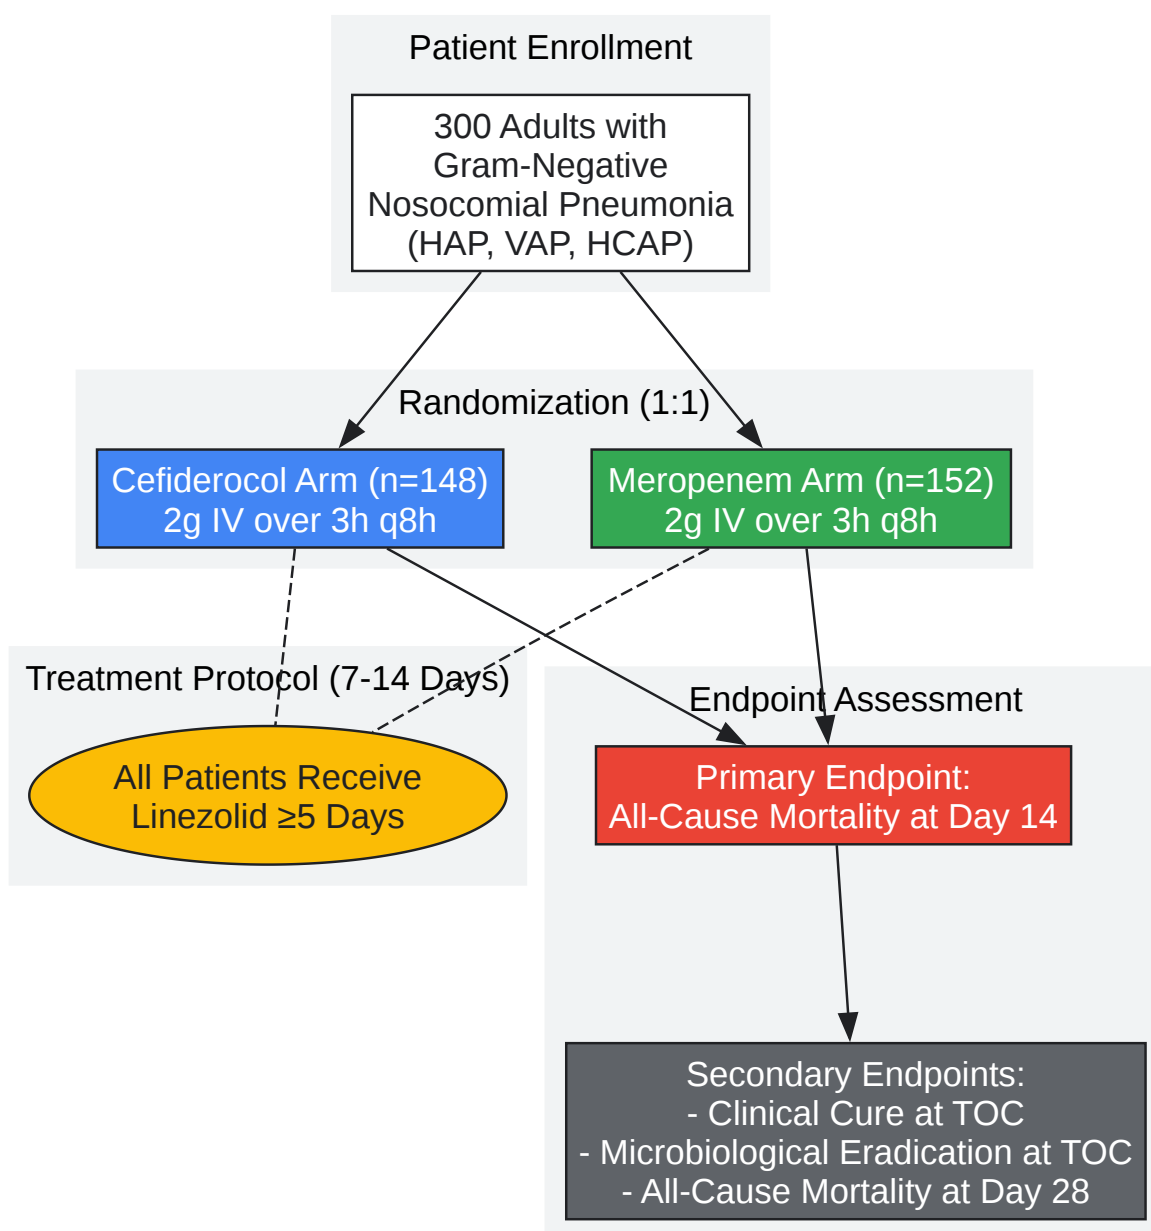 Patient Enrollment
300 Adults with
Gram-Negative
Nosocomial Pneumonia
(HAP, VAP, HCAP)
Randomization (1:1)
Cefiderocol Arm (n=148)
2g IV over 3h q8h
Meropenem Arm (n=152)
2g IV over 3h q8h
Treatment Protocol (7-14 Days)
All Patients Receive
Linezolid ≥5 Days
Endpoint Assessment
Primary Endpoint:
All-Cause Mortality at Day 14
Secondary Endpoints:
- Clinical Cure at TOC
- Microbiological Eradication at TOC
- All-Cause Mortality at Day 28